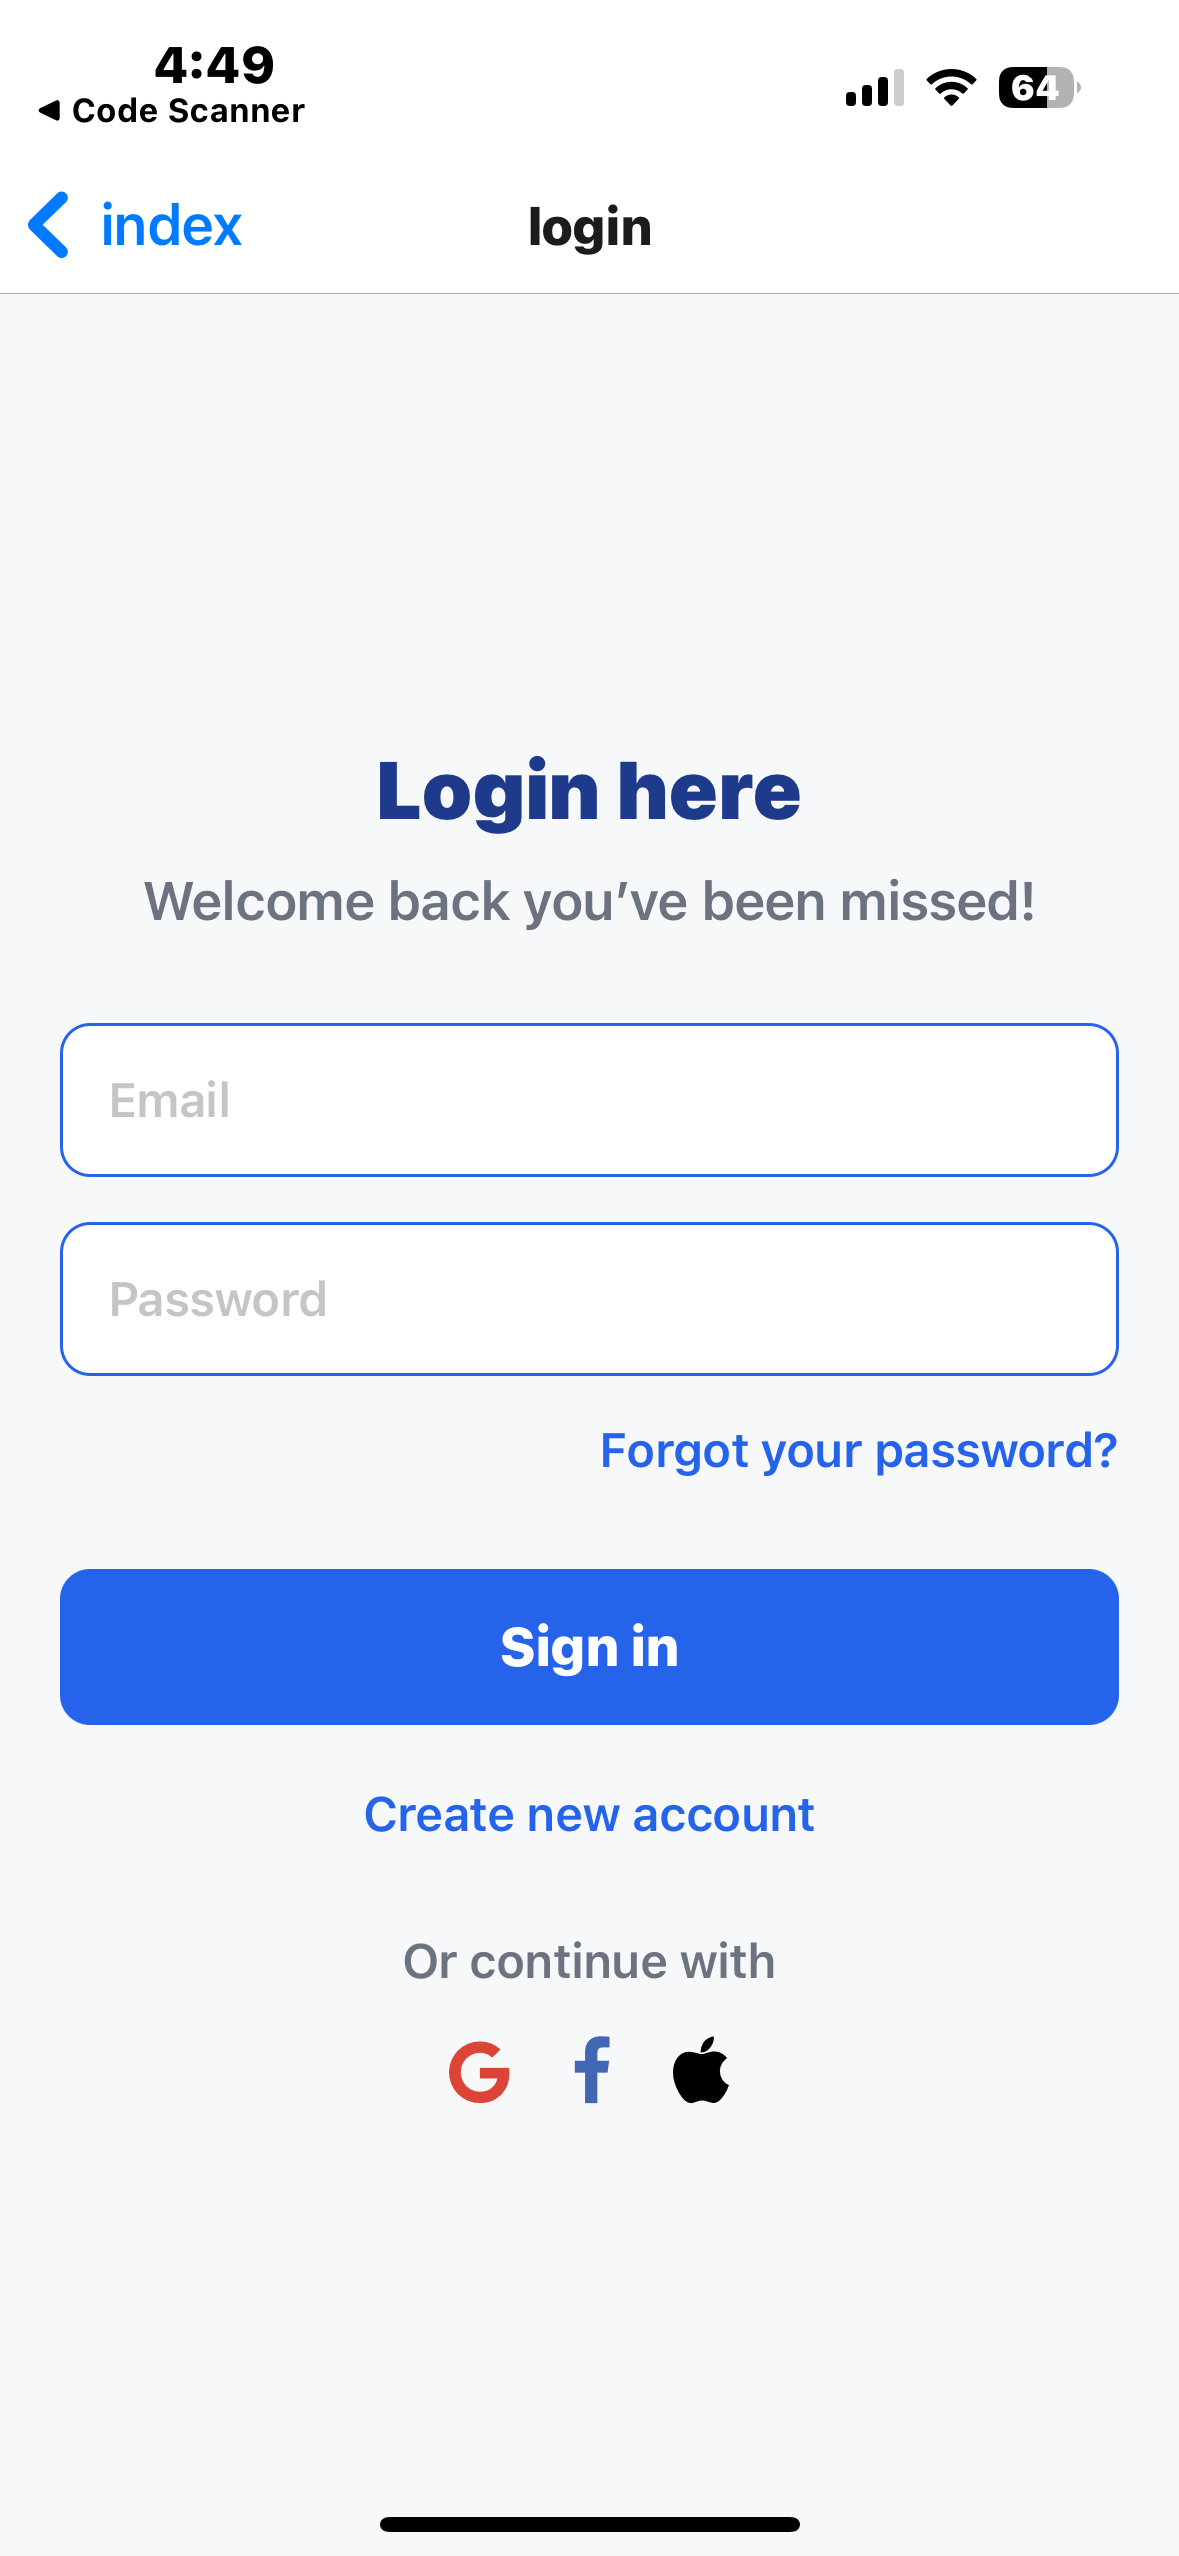 4:49
Code Scanner
64
index
login
Login here
Welcome back you’ve been missed!
Email
Password
Forgot your password?
Sign in
Create new account
Or continue with